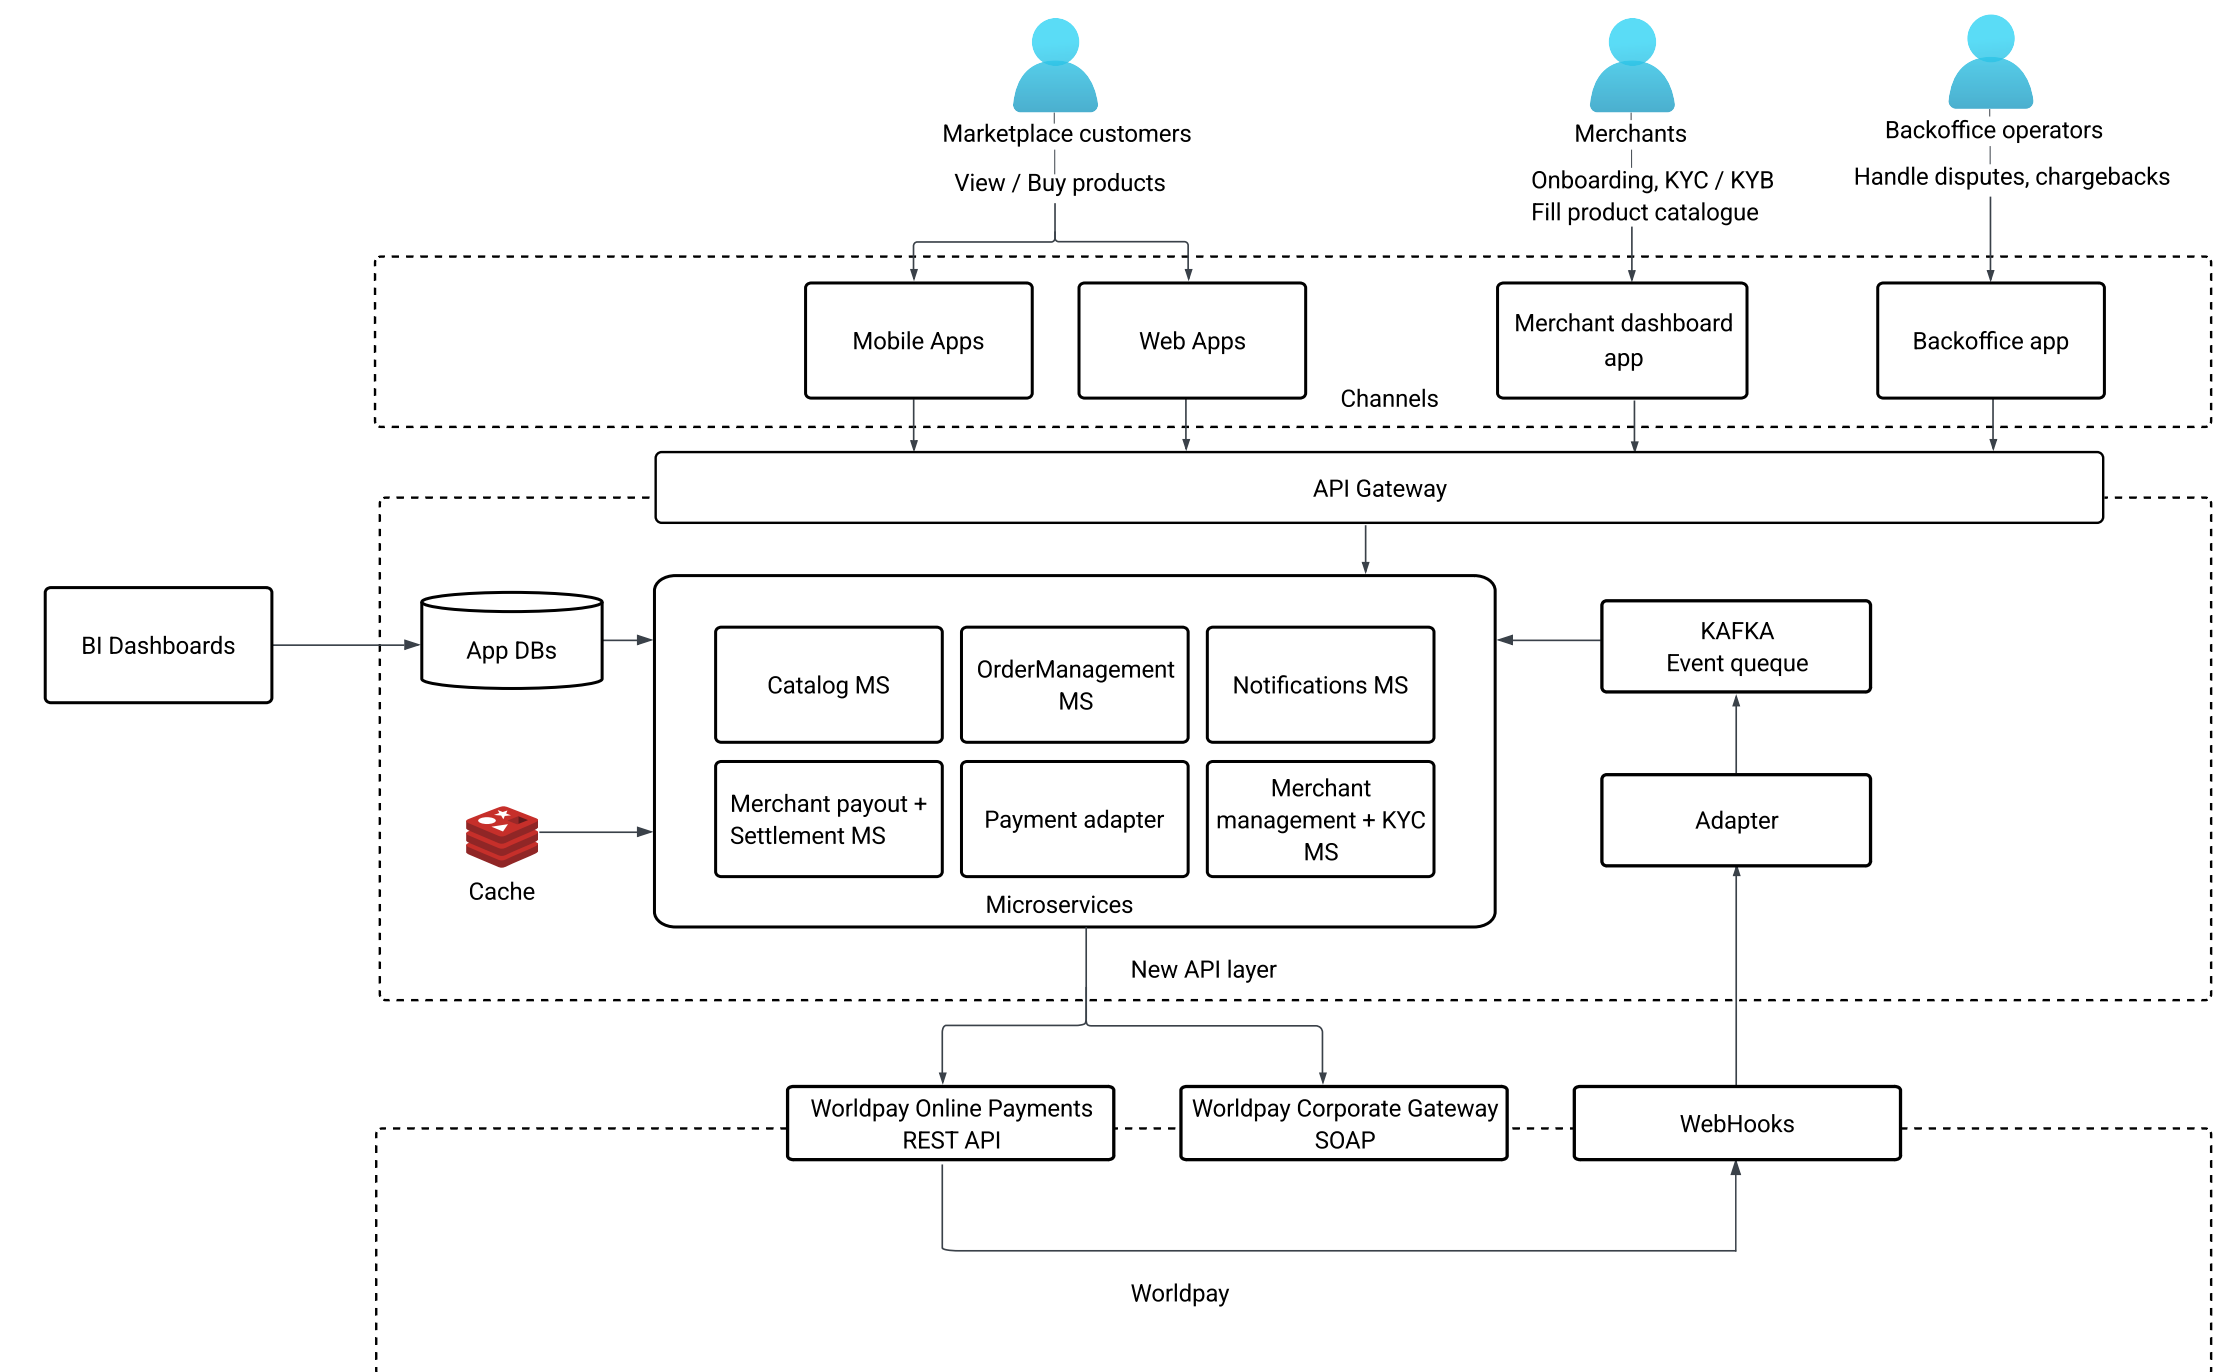 Marketplace customers
Merchants
Backoffice operators
View / Buy products
Onboarding, KYC / KYB
Fill product catalogue
Handle disputes, chargebacks
Mobile Apps
Web Apps
Merchant dashboard
app
Backoffice app
Channels
API Gateway
BI Dashboards
App DBs
Catalog MS
OrderManagement
MS
Notifications MS
KAFKA
Event queque
Merchant payout +
Settlement MS
Payment adapter
Merchant
management + KYC
MS
Adapter
Cache
Microservices
New API layer
Worldpay Online Payments
REST API
Worldpay Corporate Gateway
SOAP
WebHooks
Worldpay